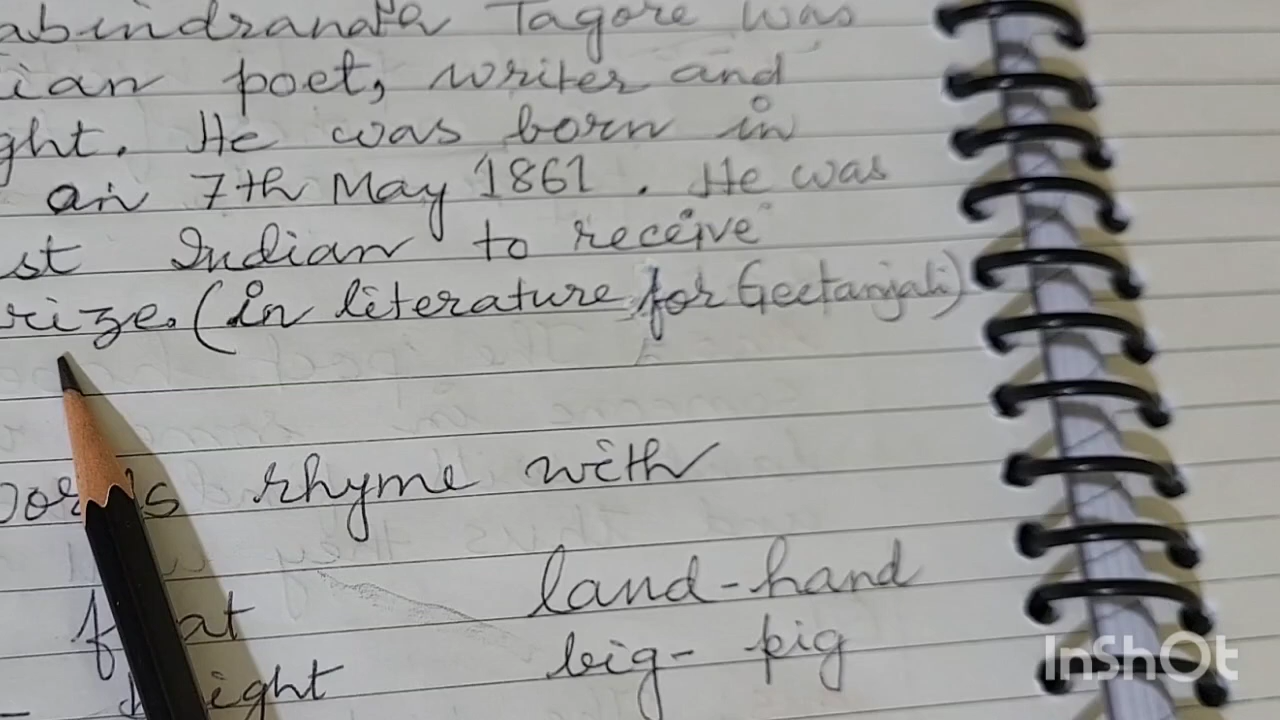 abindranath Tagore was
ian poet, writer and
ght. He was born in
on 7th May 1861. He was
st Indian to receive
rize. (in literature for Geetanjali)
rhyme with
land-hand
big- pig
InShOt